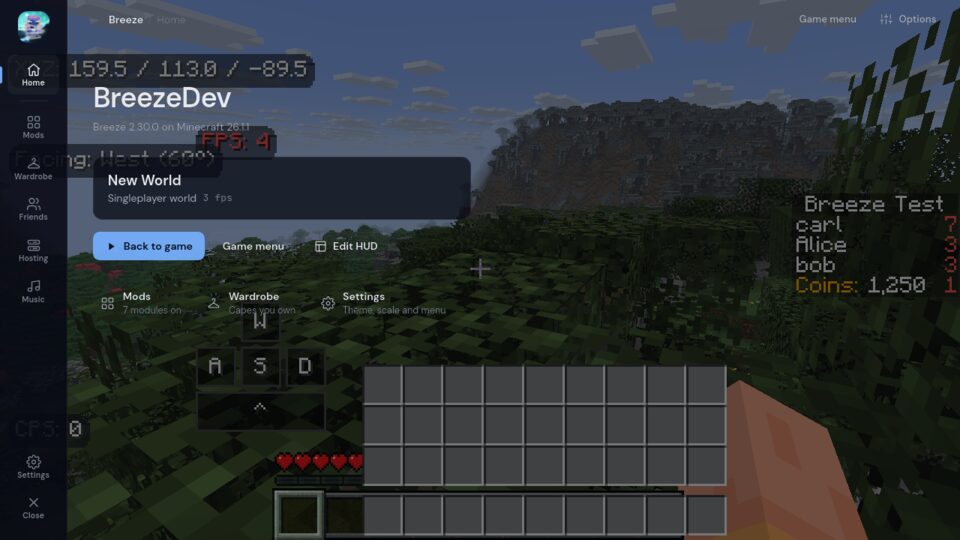 Breeze Home
Game menu Options
Home
159.5 / 113.0 / -89.5
BreezeDev
Breeze 2.30.0 on Minecraft 26.1.1
Mods
FPS: 4
Facing: West (60°)
Wardrobe
New World
Singleplayer world 3 fps
Friends
Breeze Test
carl 7
Alice 3
bob 3
Coins: 1,250 1
Hosting
Back to game
Game menu
Edit HUD
Music
Mods
7 modules on
Wardrobe
Capes you own
Settings
Theme, scale and menu
W
A S D
^
CPS: 0
Settings
Close